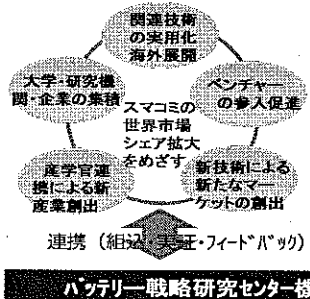 関連技術
の実用化
海外展開
大学・研究機
関・企業の集積
ベンチャー
の参入促進
スマコミの
世界市場
シェア拡大
をめざす
産学官連
携による新
産業創出
新技術による
新たなマー
ケットの創出
連携（組込・実証・フィードバック）
バッテリー戦略研究センター機